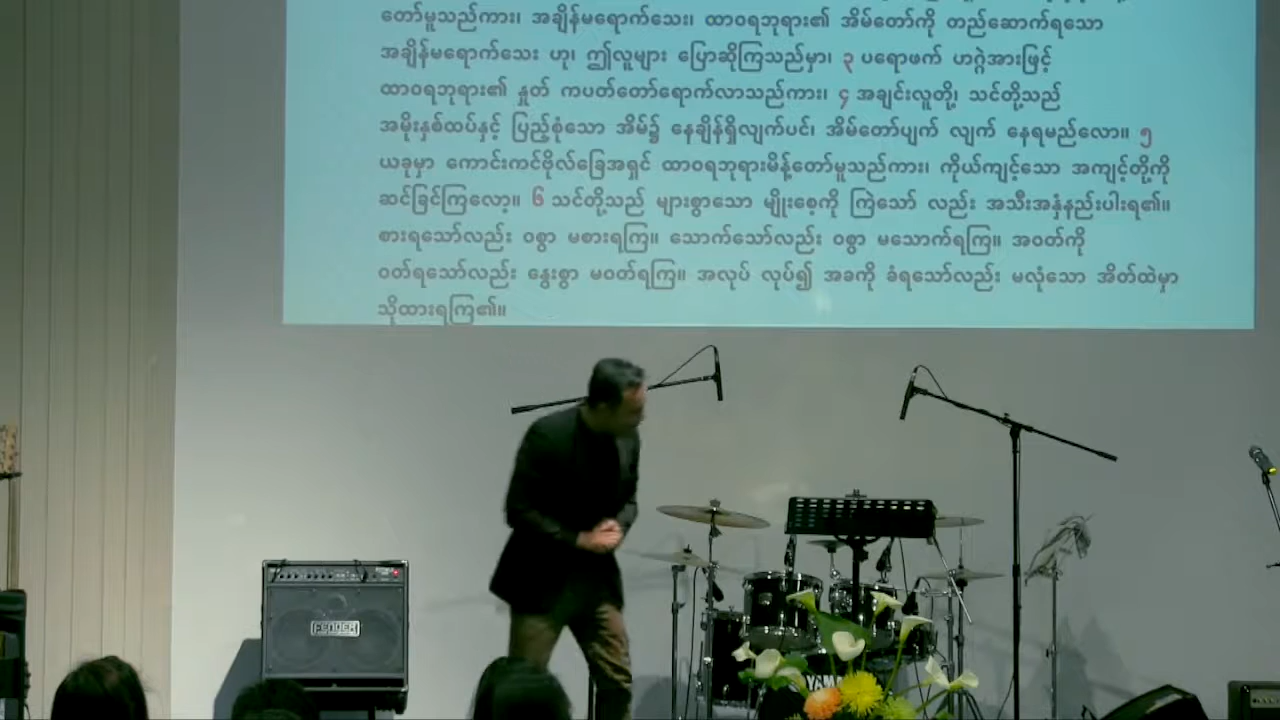 တော်မူသည်ကား၊ အချိန်မရောက်သေး၊ ထာဝရဘုရား၏ အိမ်တော်ကို တည်ဆောက်ရသော
အချိန်မရောက်သေး ဟု၊ ဤလူများ ပြောဆိုကြသည်မှာ၊ ၃ ပရောဖက် ဟဂ္ဂဲအားဖြင့်
ထာဝရဘုရား၏ နှုတ် ကပတ်တော်ရောက်လာသည်ကား၊ ၄ အချင်းလူတို့၊ သင်တို့သည်
အမိုးနှစ်ထပ်နှင့် ပြည့်စုံသော အိမ်၌ နေချိန်ရှိလျက်ပင်၊ အိမ်တော်ပျက် လျက် နေရမည်လော။ ၅
ယခုမှာ ကောင်းကင်ဗိုလ်ခြေအရှင် ထာဝရဘုရားမိန့်တော်မူသည်ကား၊ ကိုယ်ကျင့်သော အကျင့်တို့ကို
ဆင်ခြင်ကြလော့။ ၆ သင်တို့သည် များစွာသော မျိုးစေ့ကို ကြဲသော် လည်း အသီးအနှံနည်းပါးရ၏။
စားရသော်လည်း ဝစွာ မစားရကြ။ သောက်သော်လည်း ဝစွာ မသောက်ရကြ။ အဝတ်ကို
ဝတ်ရသော်လည်း နွေးစွာ မဝတ်ရကြ။ အလုပ် လုပ်၍ အခကို ခံရသော်လည်း မလုံသော အိတ်ထဲမှာ
သိုထားရကြ၏။
FENDER
YAMA